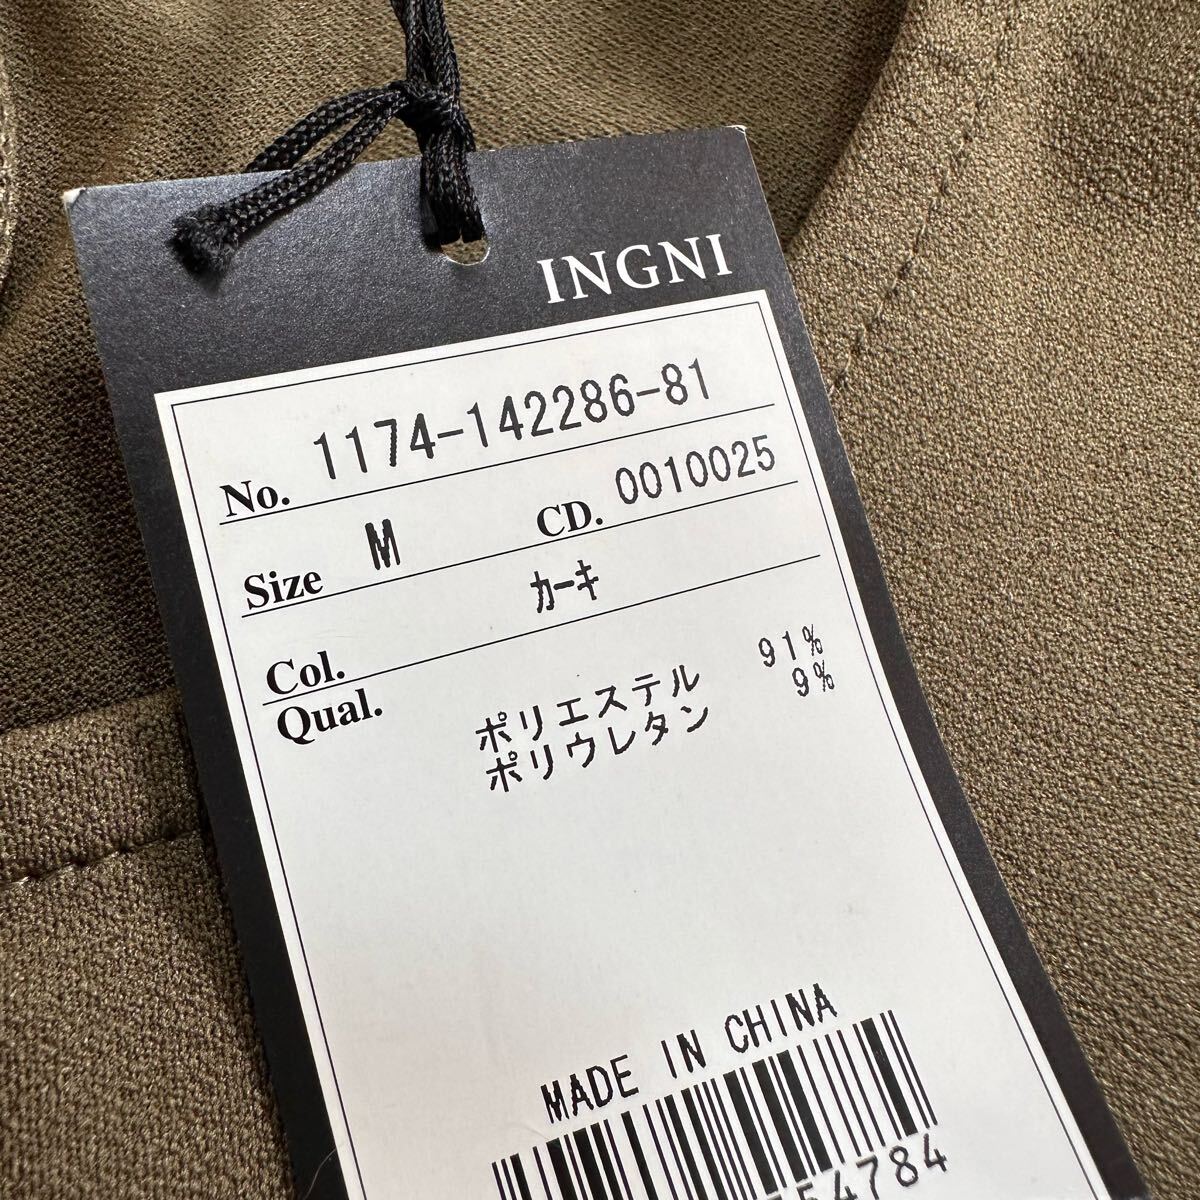 INGNI
No. 1174-142286-81
Size M CD. 0010025
Col. カーキ
Qual. ポリエステル 91%
ポリウレタン 9%
MADE IN CHINA
54784